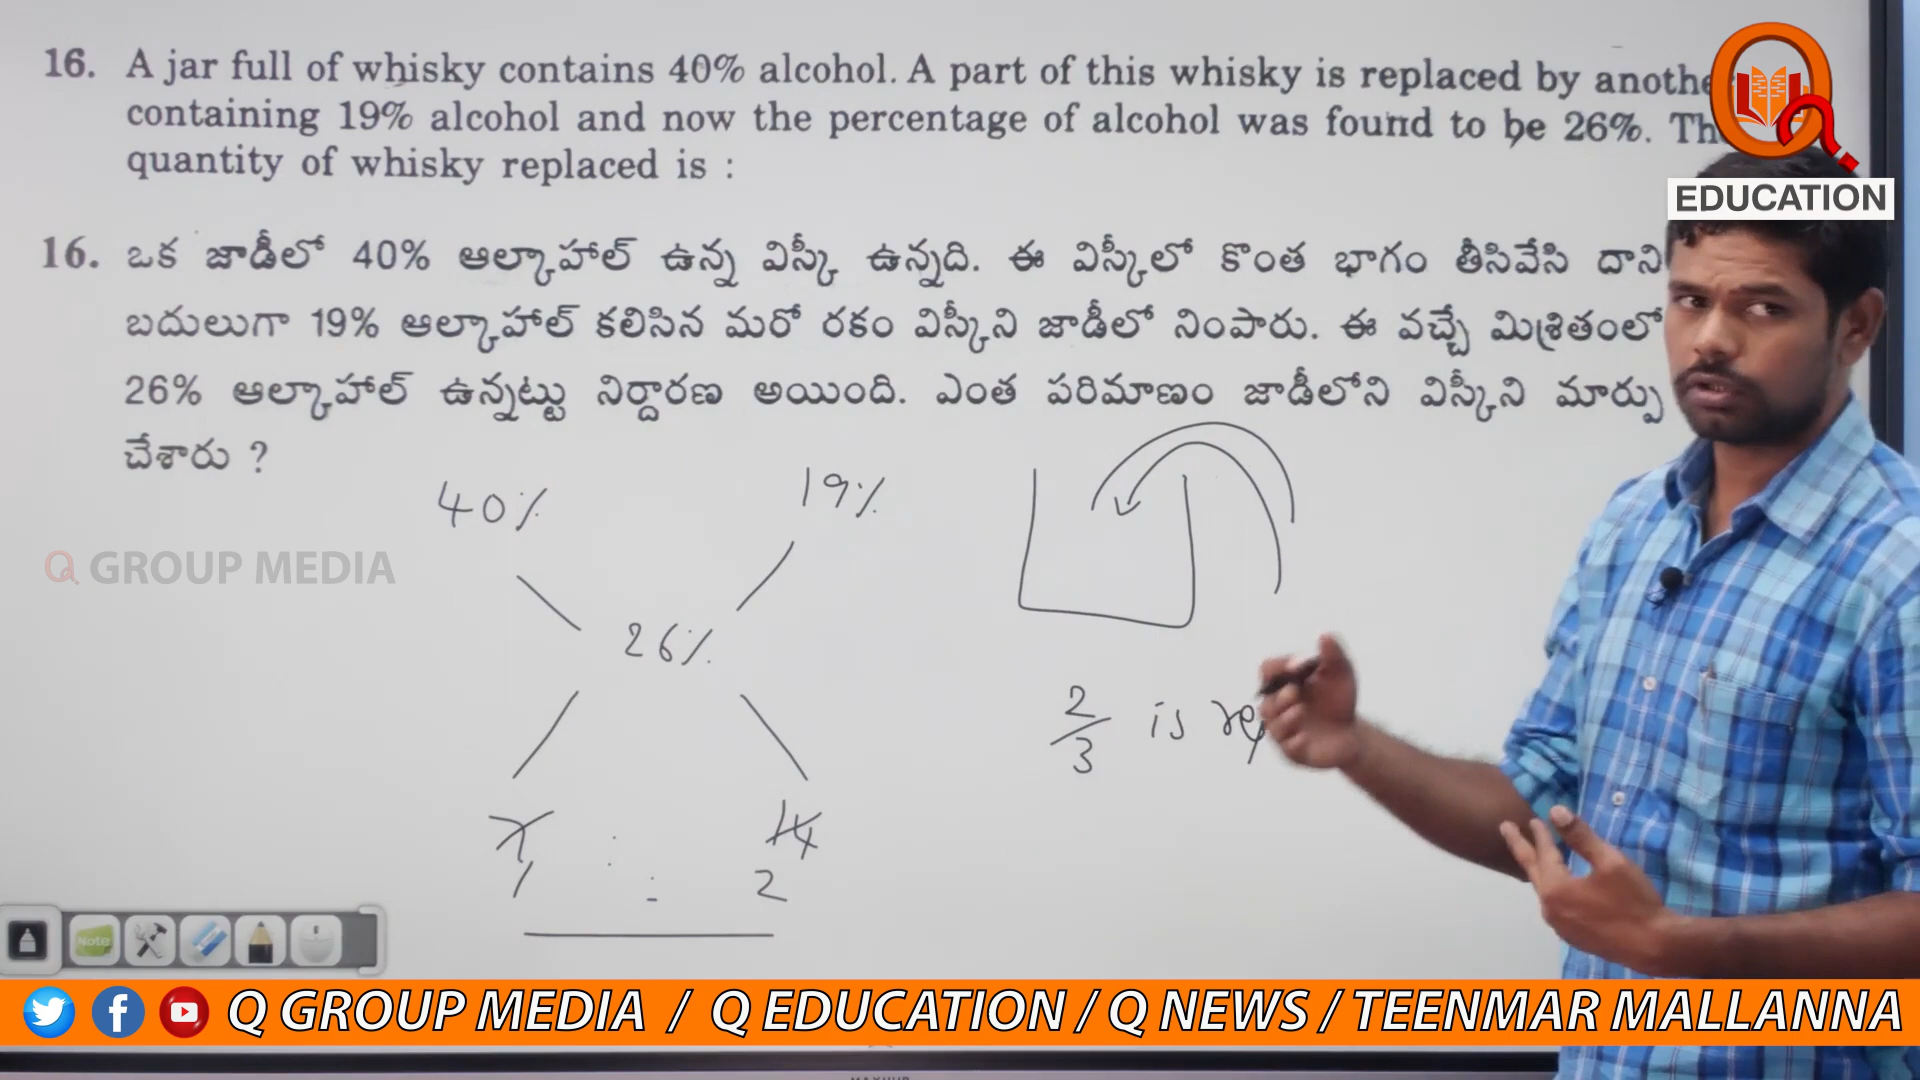 16. A jar full of whisky contains 40% alcohol. A part of this whisky is replaced by anothe
containing 19% alcohol and now the percentage of alcohol was found to be 26%. Th
quantity of whisky replaced is :
EDUCATION
16. ఒక జాడీలో 40% ఆల్కాహాల్ ఉన్న విస్కీ ఉన్నది. ఈ విస్కీలో కొంత భాగం తీసివేసి దాని
బదులుగా 19% ఆల్కాహాల్ కలిసిన మరో రకం విస్కీని జాడీలో నింపారు. ఈ వచ్చే మిశ్రితంలో
26% ఆల్కాహాల్ ఉన్నట్టు నిర్దారణ అయింది. ఎంత పరిమాణం జాడీలోని విస్కీని మార్పు
చేశారు ?
40% 19%
Q GROUP MEDIA
26%
2/3 is rep
7 : 14
1 : 2
Note
Q GROUP MEDIA / Q EDUCATION / Q NEWS / TEENMAR MALLANNA